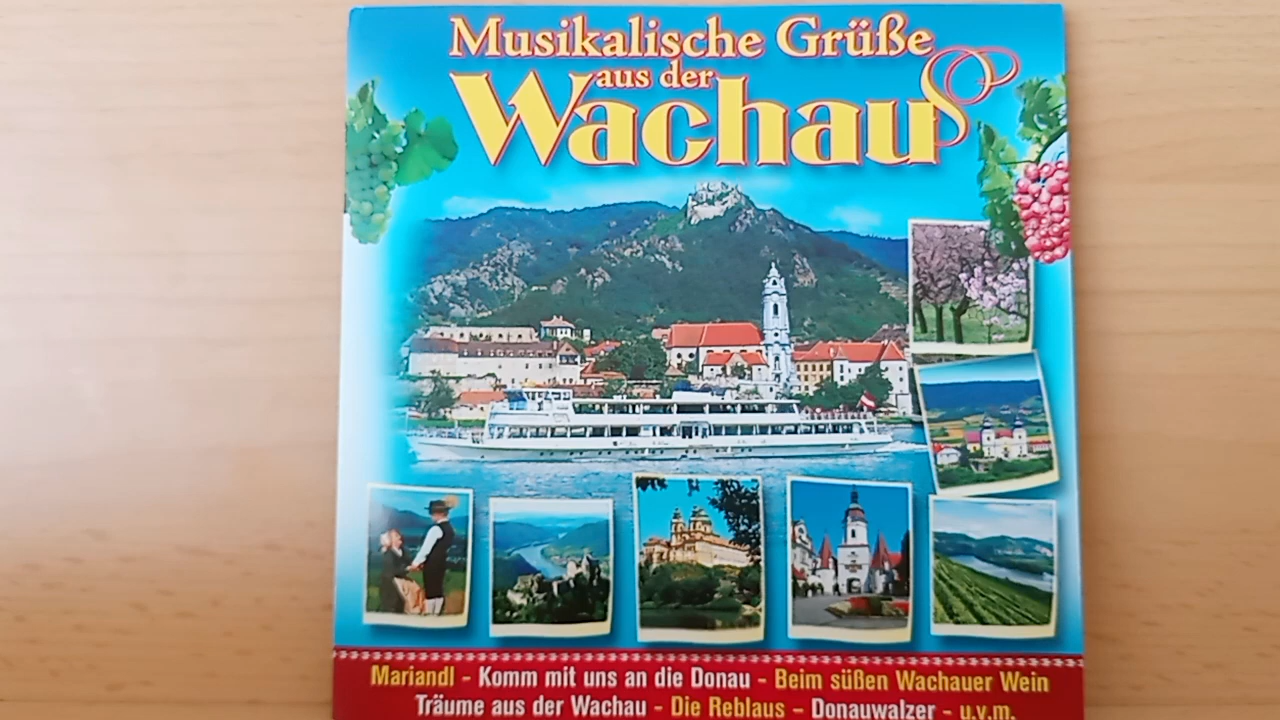 Musikalische Grüße
aus der
Wachau
Mariandl - Komm mit uns an die Donau - Beim süßen Wachauer Wein
Träume aus der Wachau - Die Reblaus - Donauwalzer - u.v.m.